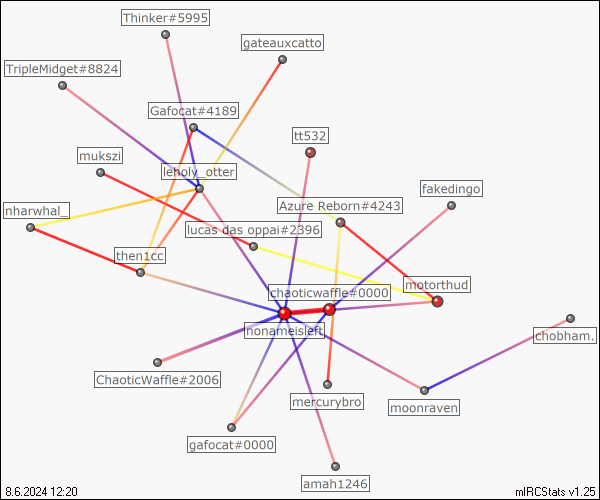 Thinker#5995
gateauxcatto
TripleMidget#8824
Gafocat#4189
tt532
mukszi
leholy_otter
fakedingo
nharwhal_
Azure Reborn#4243
lucas das oppai#2396
then1cc
motorthud
chaoticwaffle#0000
nonameisleft
chobham.
ChaoticWaffle#2006
mercurybro
moonraven
gafocat#0000
amah1246
8.6.2024 12:20
mIRCStats v1.25